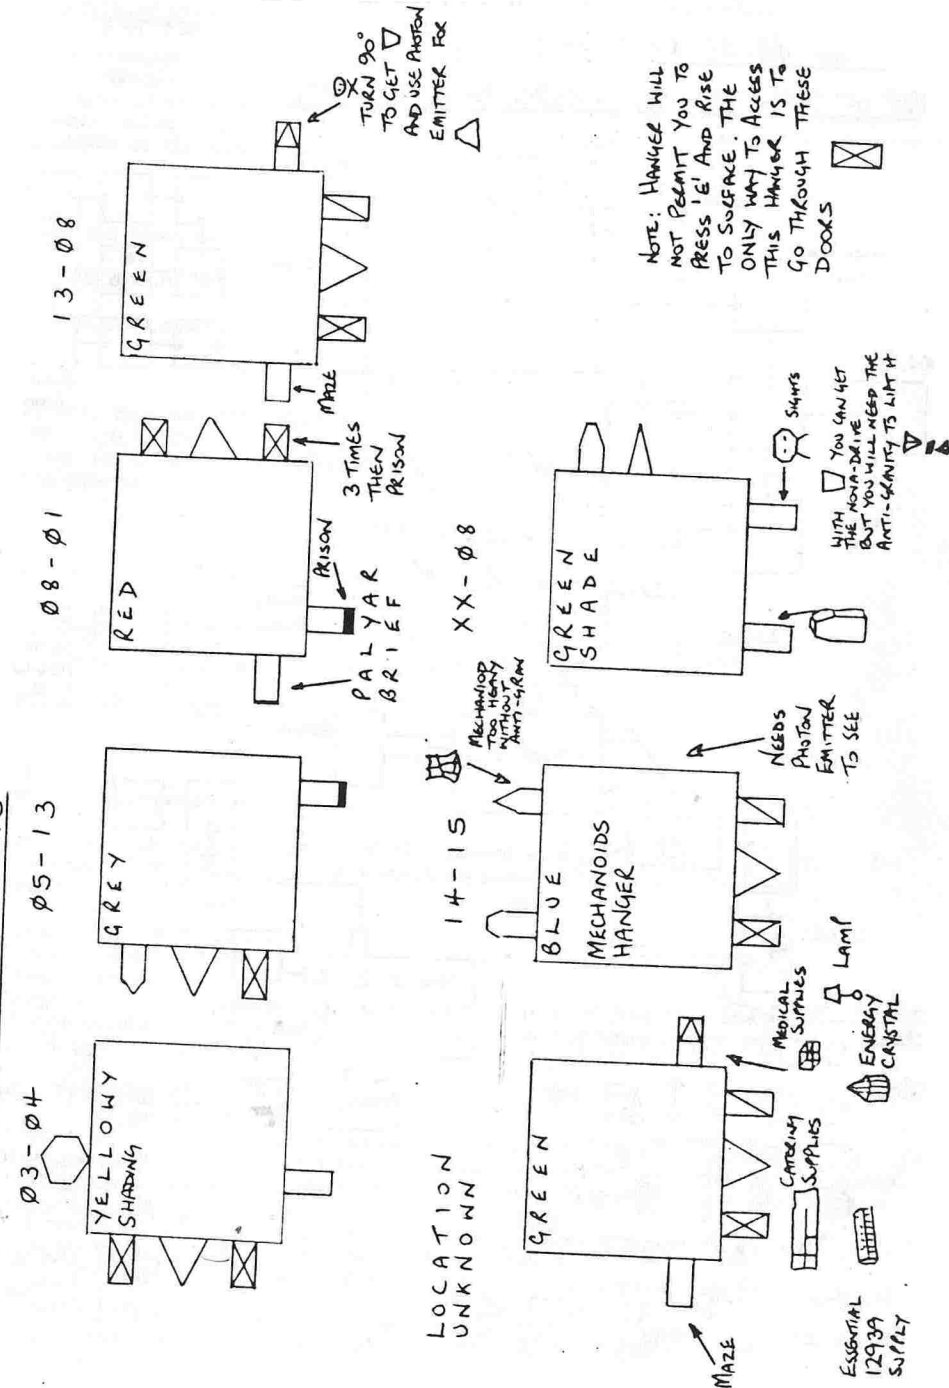 03-04
YELLOWY
SHADING
05-13
GREY
08-01
RED
PALYAR
BRIEF
PRISON
3 TIMES
THEN
PRISON
13-08
GREEN
MAZE
TURN 90°
TO GET
AND USE PHOTON
EMITTER FOR
LOCATION
UNKNOWN
GREEN
MAZE
MEDICAL
SUPPLIES
CATERING
SUPPLIES
LAMP
ENERGY
CRYSTAL
ESSENTIAL
12939
SUPPLY
14-15
BLUE
MECHANOIDS
HANGER
MECHANIOD
TOO HEAVY
WITHOUT
ANTI-GRAV
NEEDS
PHOTON
EMITTER
TO SEE
XX-08
GREEN
SHADE
SIGHTS
WITH YOU CAN GET
THE NOVA-DRIVE
BUT YOU WILL NEED THE
ANTI-GRAVITY TO
NOTE: HANGER WILL
NOT PERMIT YOU TO
PRESS 'E' AND RISE
TO SURFACE. THE
ONLY WAY TO ACCESS
THIS HANGER IS TO
GO THROUGH THESE
DOORS